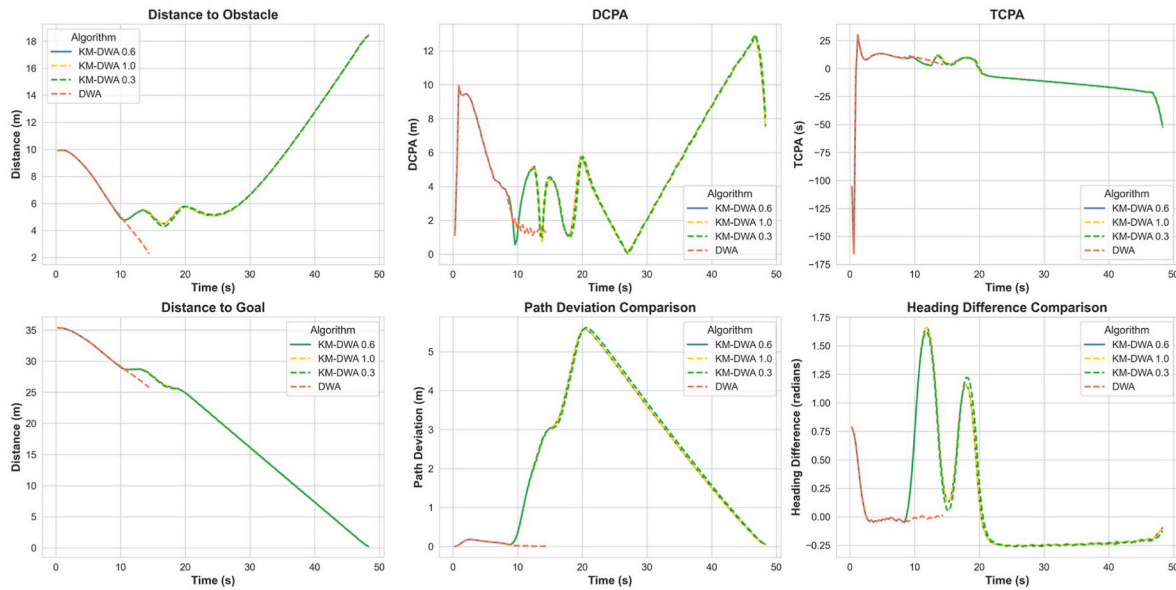 Distance to Obstacle
Distance (m)
18
16
14
12
10
8
6
4
2
0
10
20
30
40
50
Time (s)
Algorithm
KM-DWA 0.6
KM-DWA 1.0
KM-DWA 0.3
DWA
DCPA
DCPA (m)
12
10
8
6
4
2
0
0
10
20
30
40
50
Time (s)
Algorithm
KM-DWA 0.6
KM-DWA 1.0
KM-DWA 0.3
DWA
TCPA
TCPA (s)
25
0
−25
−50
−75
−100
−125
−150
−175
0
10
20
30
40
50
Time (s)
Algorithm
KM-DWA 0.6
KM-DWA 1.0
KM-DWA 0.3
DWA
Distance to Goal
Distance (m)
35
30
25
20
15
10
5
0
0
10
20
30
40
50
Time (s)
Algorithm
KM-DWA 0.6
KM-DWA 1.0
KM-DWA 0.3
DWA
Path Deviation Comparison
Path Deviation (m)
5
4
3
2
1
0
0
10
20
30
40
50
Time (s)
Algorithm
KM-DWA 0.6
KM-DWA 1.0
KM-DWA 0.3
DWA
Heading Difference Comparison
Heading Difference (radians)
1.75
1.50
1.25
1.00
0.75
0.50
0.25
0.00
−0.25
0
10
20
30
40
50
Time (s)
Algorithm
KM-DWA 0.6
KM-DWA 1.0
KM-DWA 0.3
DWA